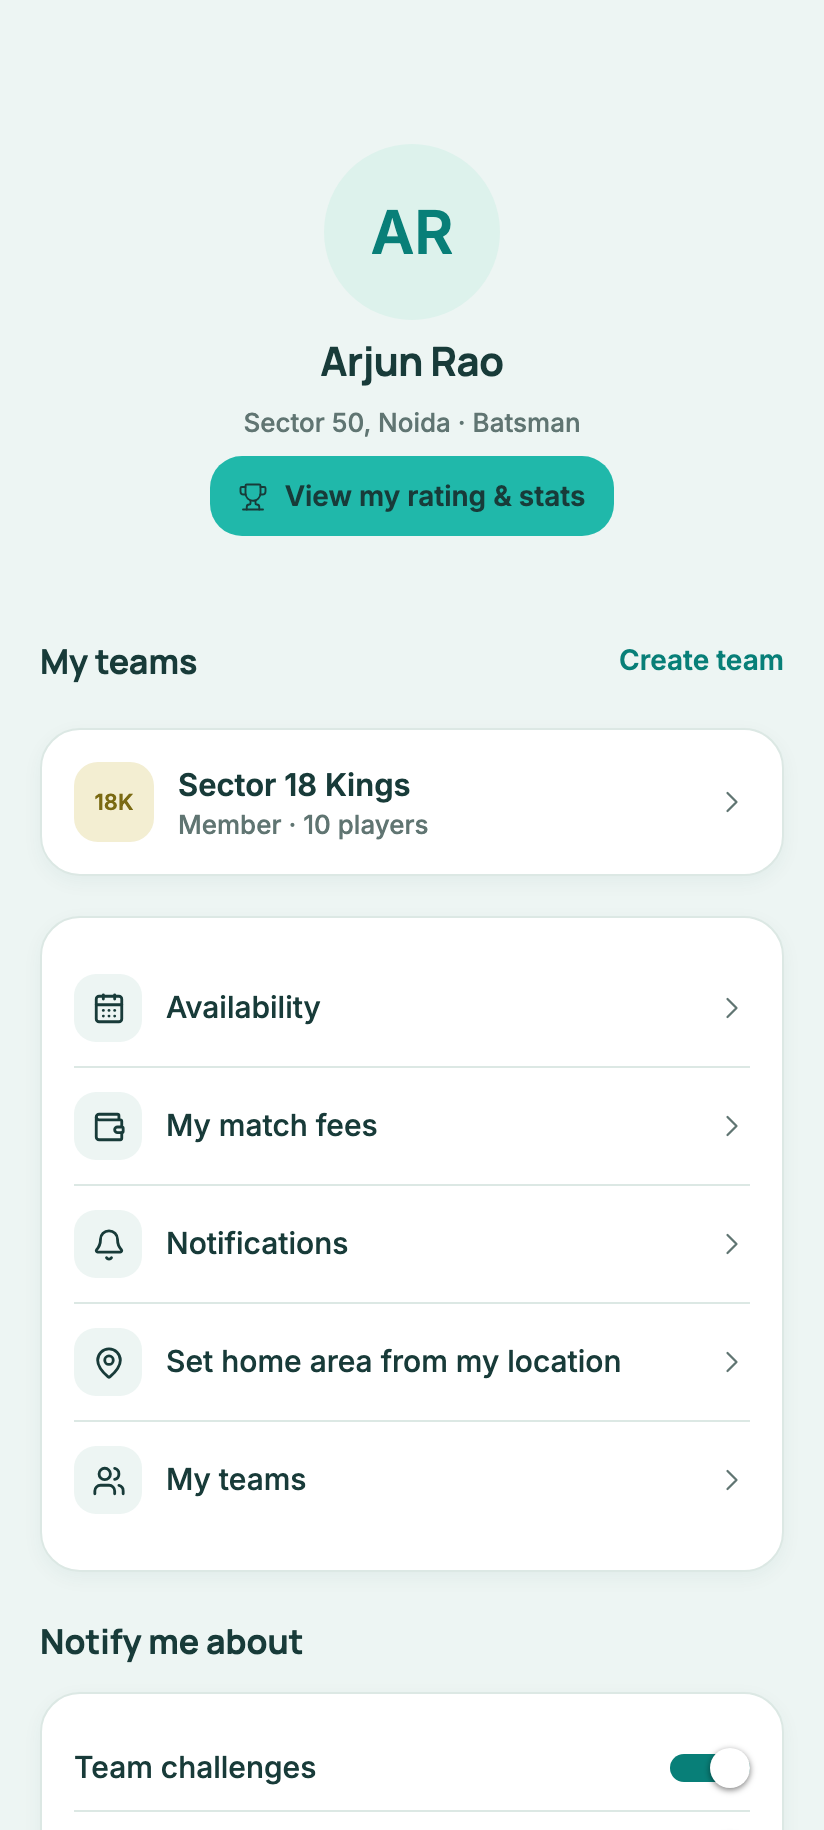 AR
Arjun Rao
Sector 50, Noida · Batsman
View my rating & stats
My teams
Create team
18K
Sector 18 Kings
Member · 10 players
Availability
My match fees
Notifications
Set home area from my location
My teams
Notify me about
Team challenges